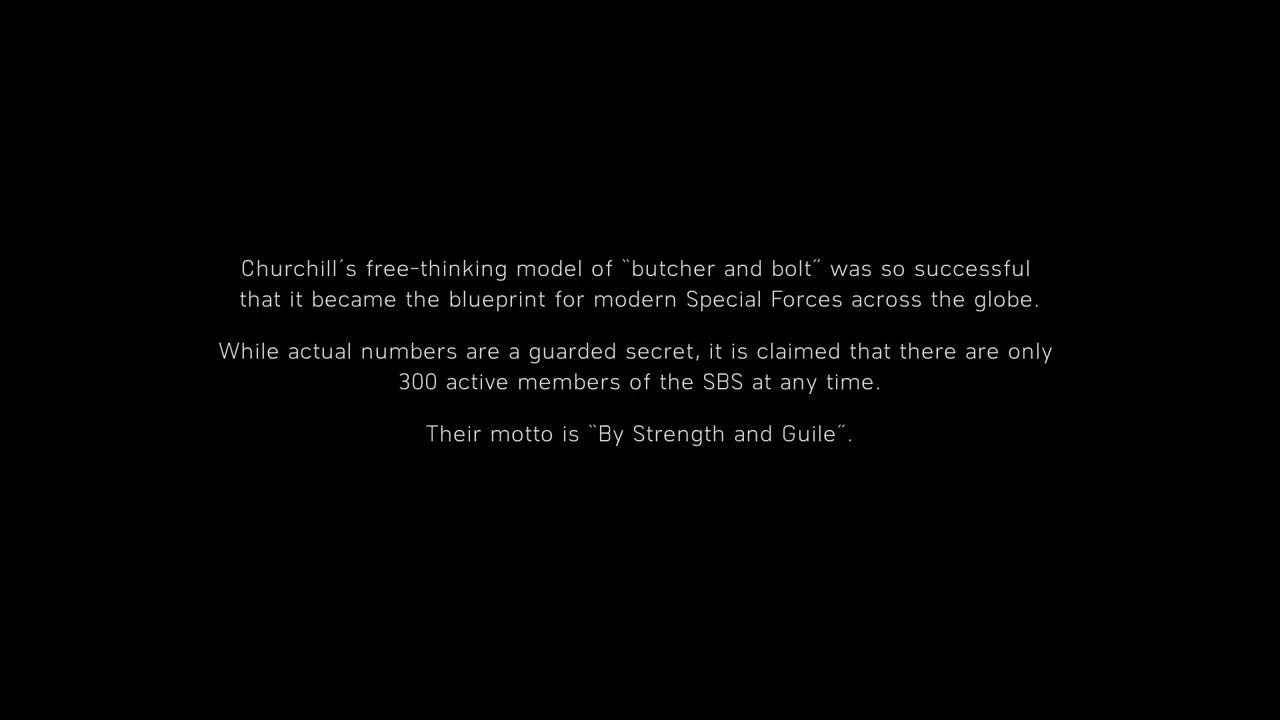 Churchill´s free-thinking model of “butcher and bolt” was so successful
that it became the blueprint for modern Special Forces across the globe.
While actual numbers are a guarded secret, it is claimed that there are only
300 active members of the SBS at any time.
Their motto is “By Strength and Guile”.